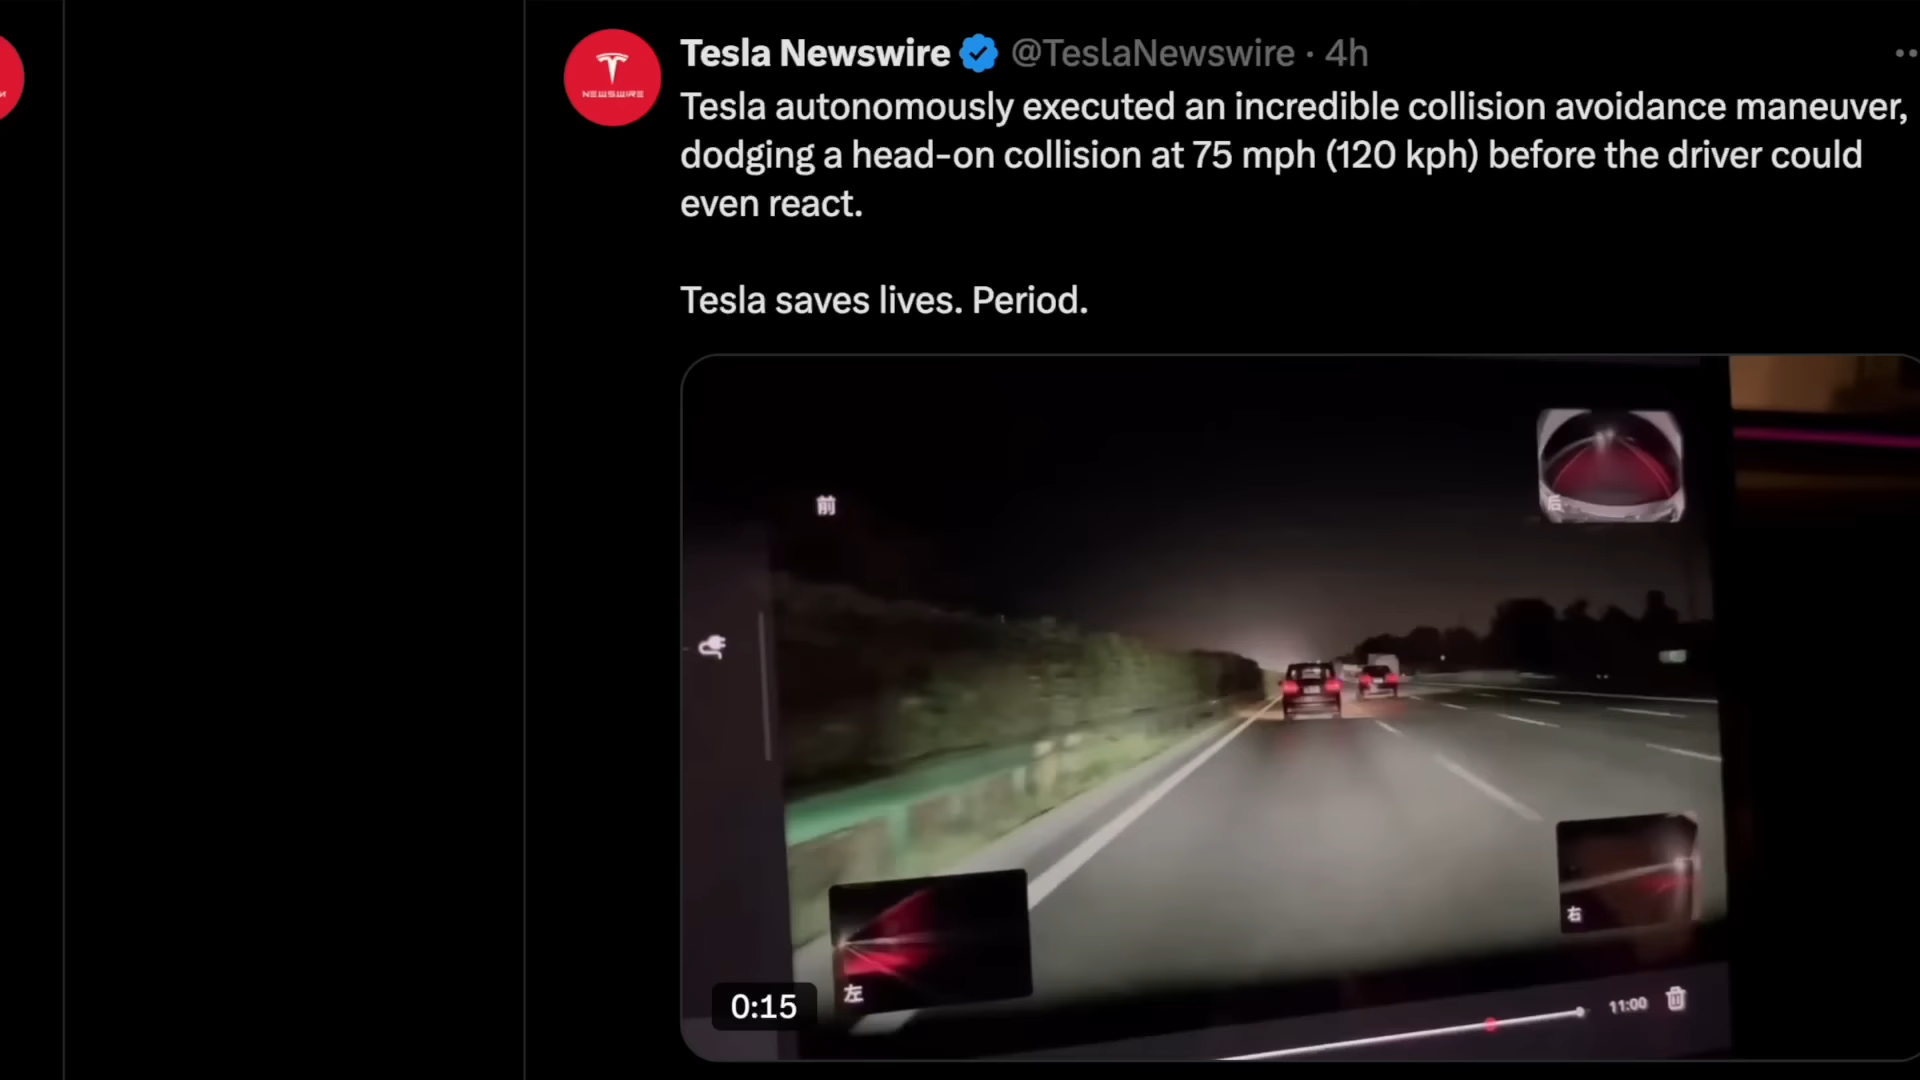 Tesla Newswire @TeslaNewswire · 4h
NEWSWIRE
Tesla autonomously executed an incredible collision avoidance maneuver,
dodging a head-on collision at 75 mph (120 kph) before the driver could
even react.
Tesla saves lives. Period.
前
后
右
左
0:15
11:00